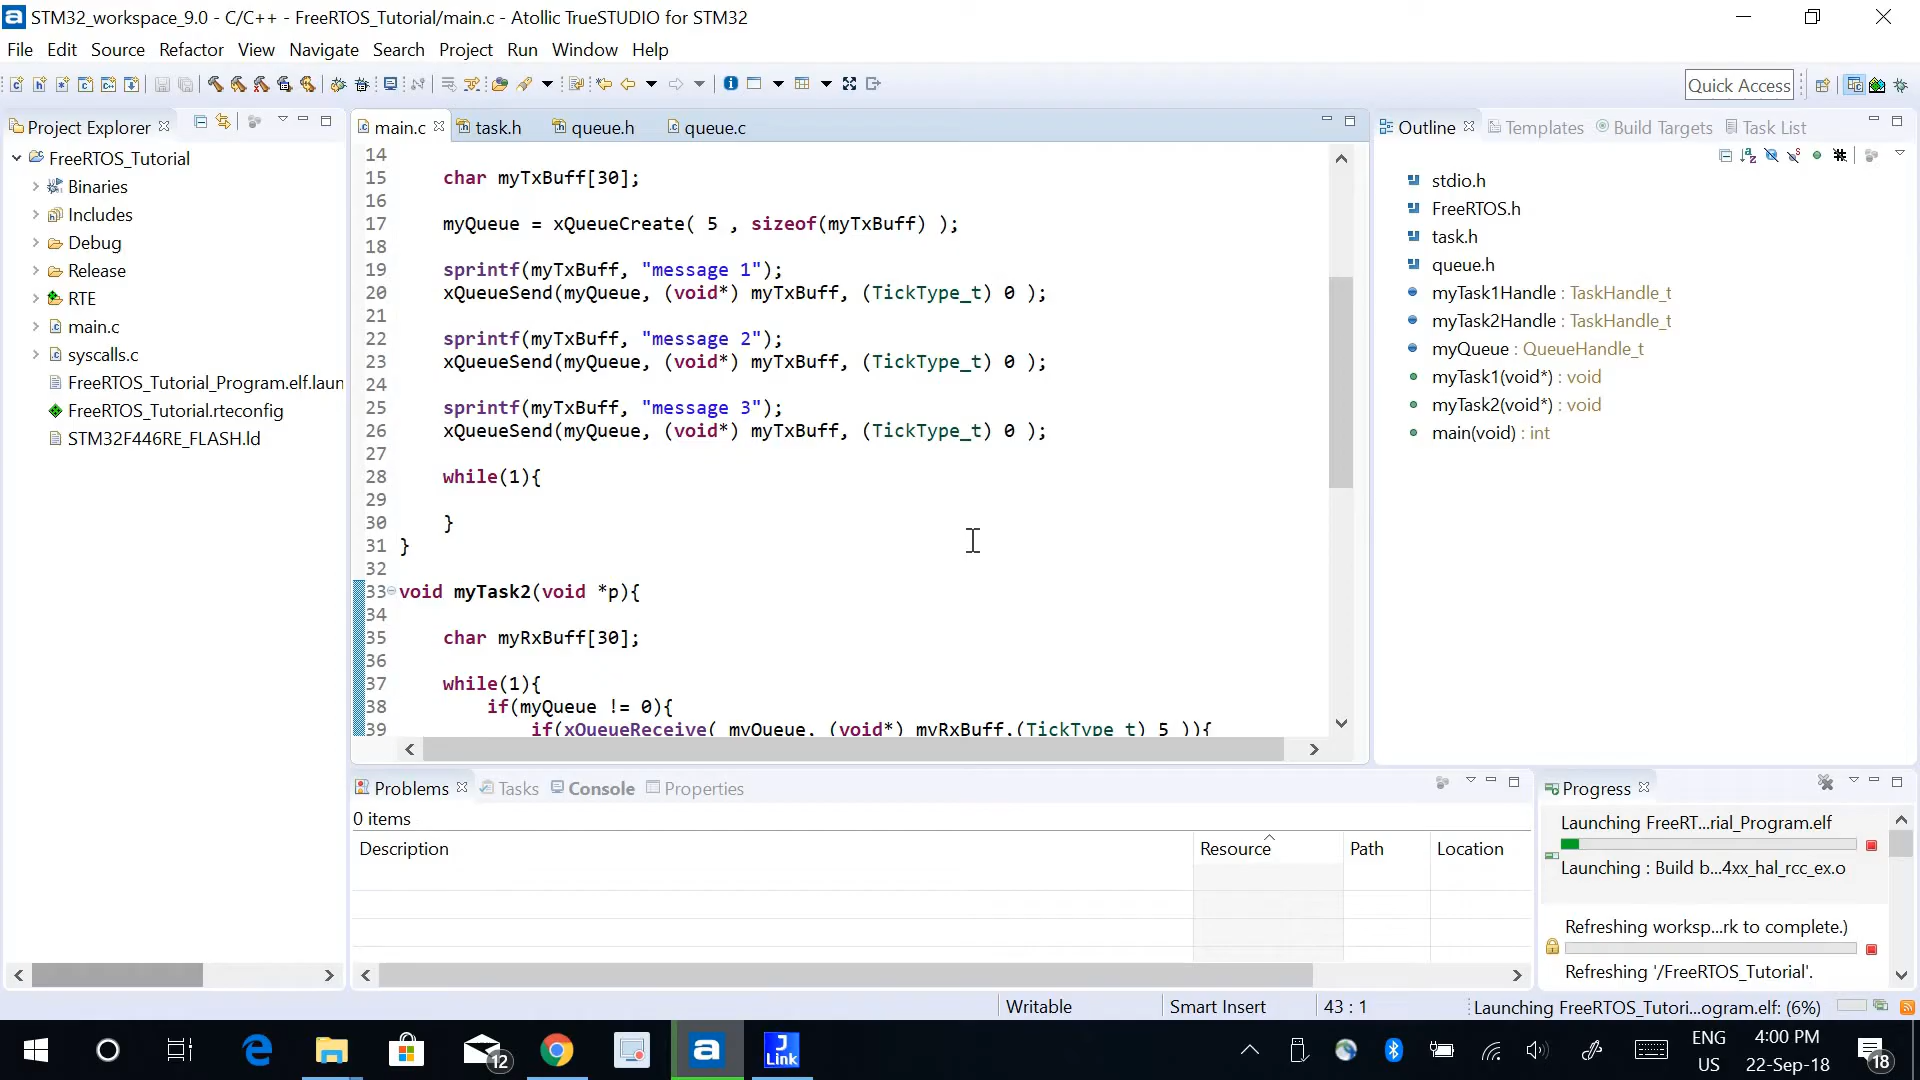 STM32_workspace_9.0 - C/C++ - FreeRTOS_Tutorial/main.c - Atollic TrueSTUDIO for STM32
File Edit Source Refactor View Navigate Search Project Run Window Help
Quick Access
Project Explorer
FreeRTOS_Tutorial
Binaries
Includes
Debug
Release
RTE
main.c
syscalls.c
FreeRTOS_Tutorial_Program.elf.laun
FreeRTOS_Tutorial.rteconfig
STM32F446RE_FLASH.ld
main.c task.h queue.h queue.c
14
15 char myTxBuff[30];
16
17 myQueue = xQueueCreate( 5 , sizeof(myTxBuff) );
18
19 sprintf(myTxBuff, "message 1");
20 xQueueSend(myQueue, (void*) myTxBuff, (TickType_t) 0 );
21
22 sprintf(myTxBuff, "message 2");
23 xQueueSend(myQueue, (void*) myTxBuff, (TickType_t) 0 );
24
25 sprintf(myTxBuff, "message 3");
26 xQueueSend(myQueue, (void*) myTxBuff, (TickType_t) 0 );
27
28 while(1){
29
30 }
31 }
32
33 void myTask2(void *p){
34
35 char myRxBuff[30];
36
37 while(1){
38 if(myQueue != 0){
39 if(xQueueReceive( myQueue, (void*) myRxBuff,(TickType_t) 5 )){
Outline Templates Build Targets Task List
stdio.h
FreeRTOS.h
task.h
queue.h
myTask1Handle : TaskHandle_t
myTask2Handle : TaskHandle_t
myQueue : QueueHandle_t
myTask1(void*) : void
myTask2(void*) : void
main(void) : int
Problems Tasks Console Properties
0 items
Description Resource Path Location
Progress
Launching FreeRT...rial_Program.elf
Launching : Build b...4xx_hal_rcc_ex.o
Refreshing worksp...rk to complete.)
Refreshing '/FreeRTOS_Tutorial'.
Writable Smart Insert 43 : 1 Launching FreeRTOS_Tutori...ogram.elf: (6%)
12
J
Link
ENG
US
4:00 PM
22-Sep-18
18